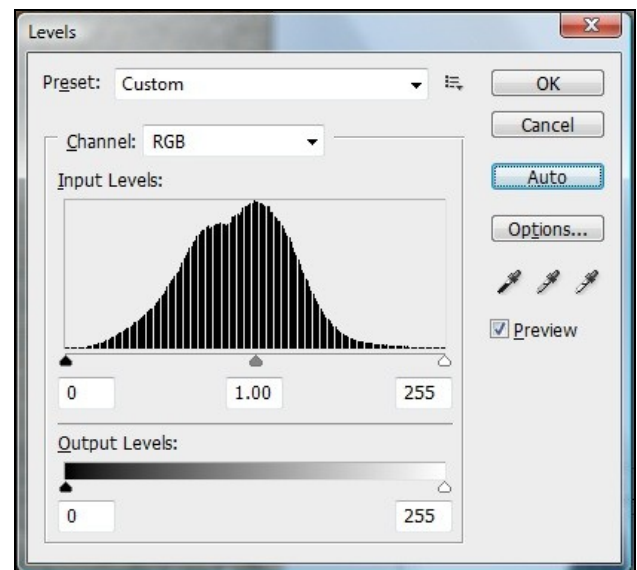 Levels
Preset: Custom
OK
Cancel
Channel: RGB
Auto
Input Levels:
Options...
Preview
0 1.00 255
Output Levels:
0 255